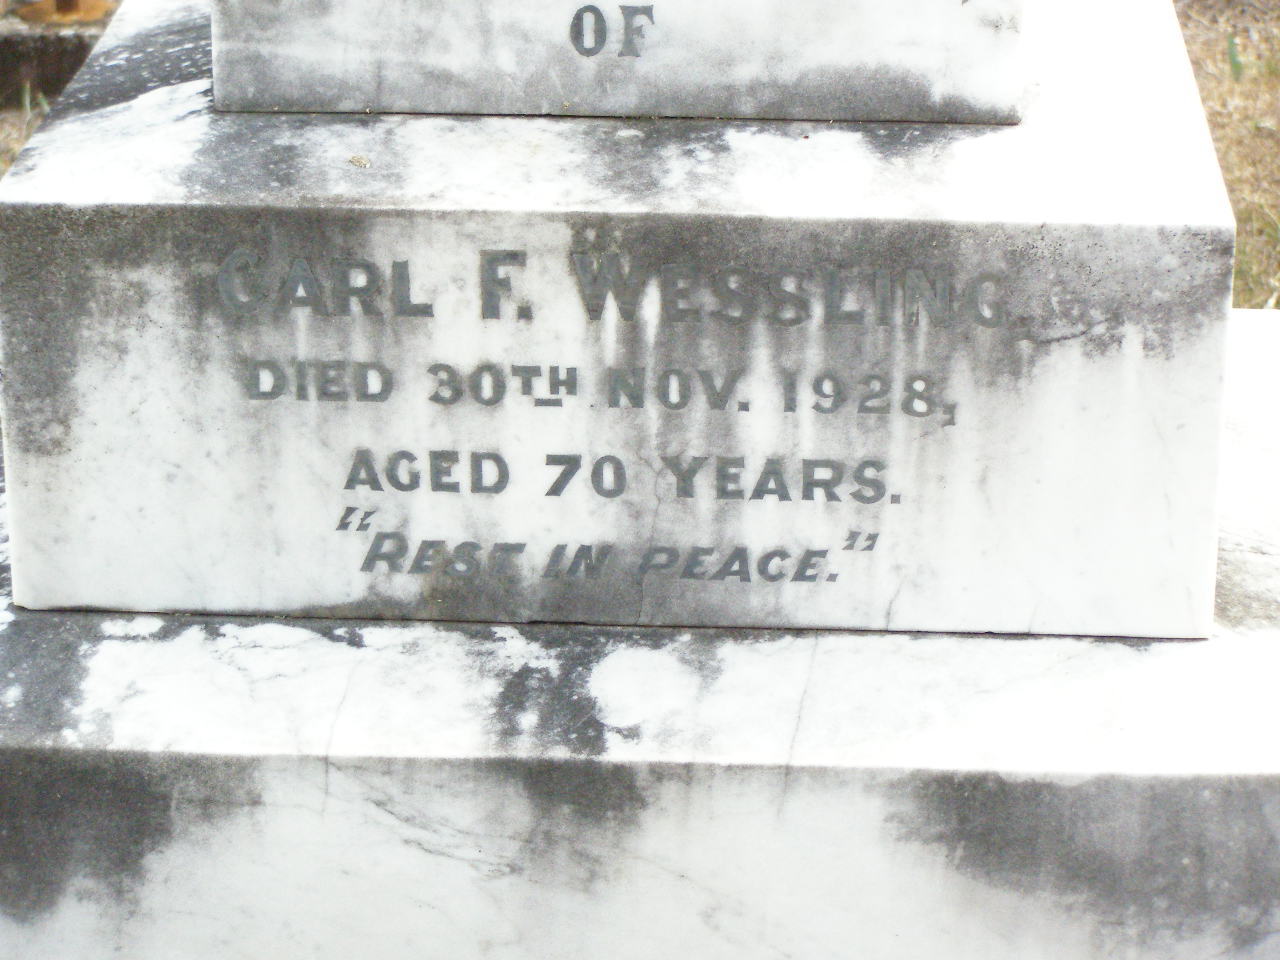 OF
CARL F. WESSLING
DIED 30TH NOV. 1928,
AGED 70 YEARS.
"REST IN PEACE."